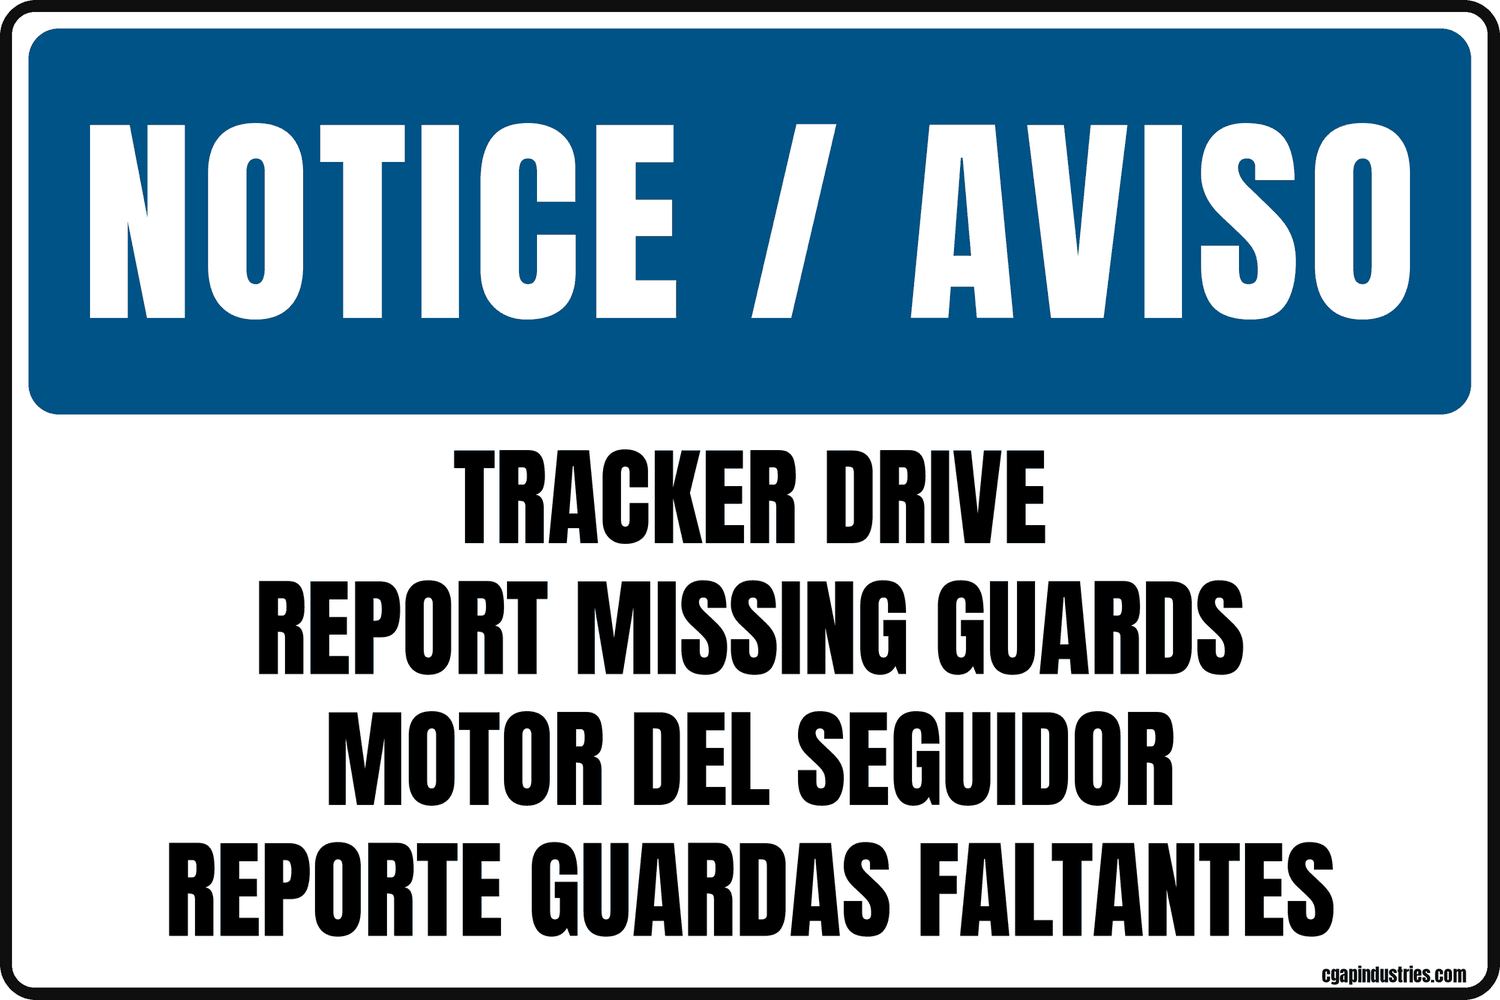 NOTICE / AVISO
TRACKER DRIVE
REPORT MISSING GUARDS
MOTOR DEL SEGUIDOR
REPORTE GUARDAS FALTANTES
cgapindustries.com